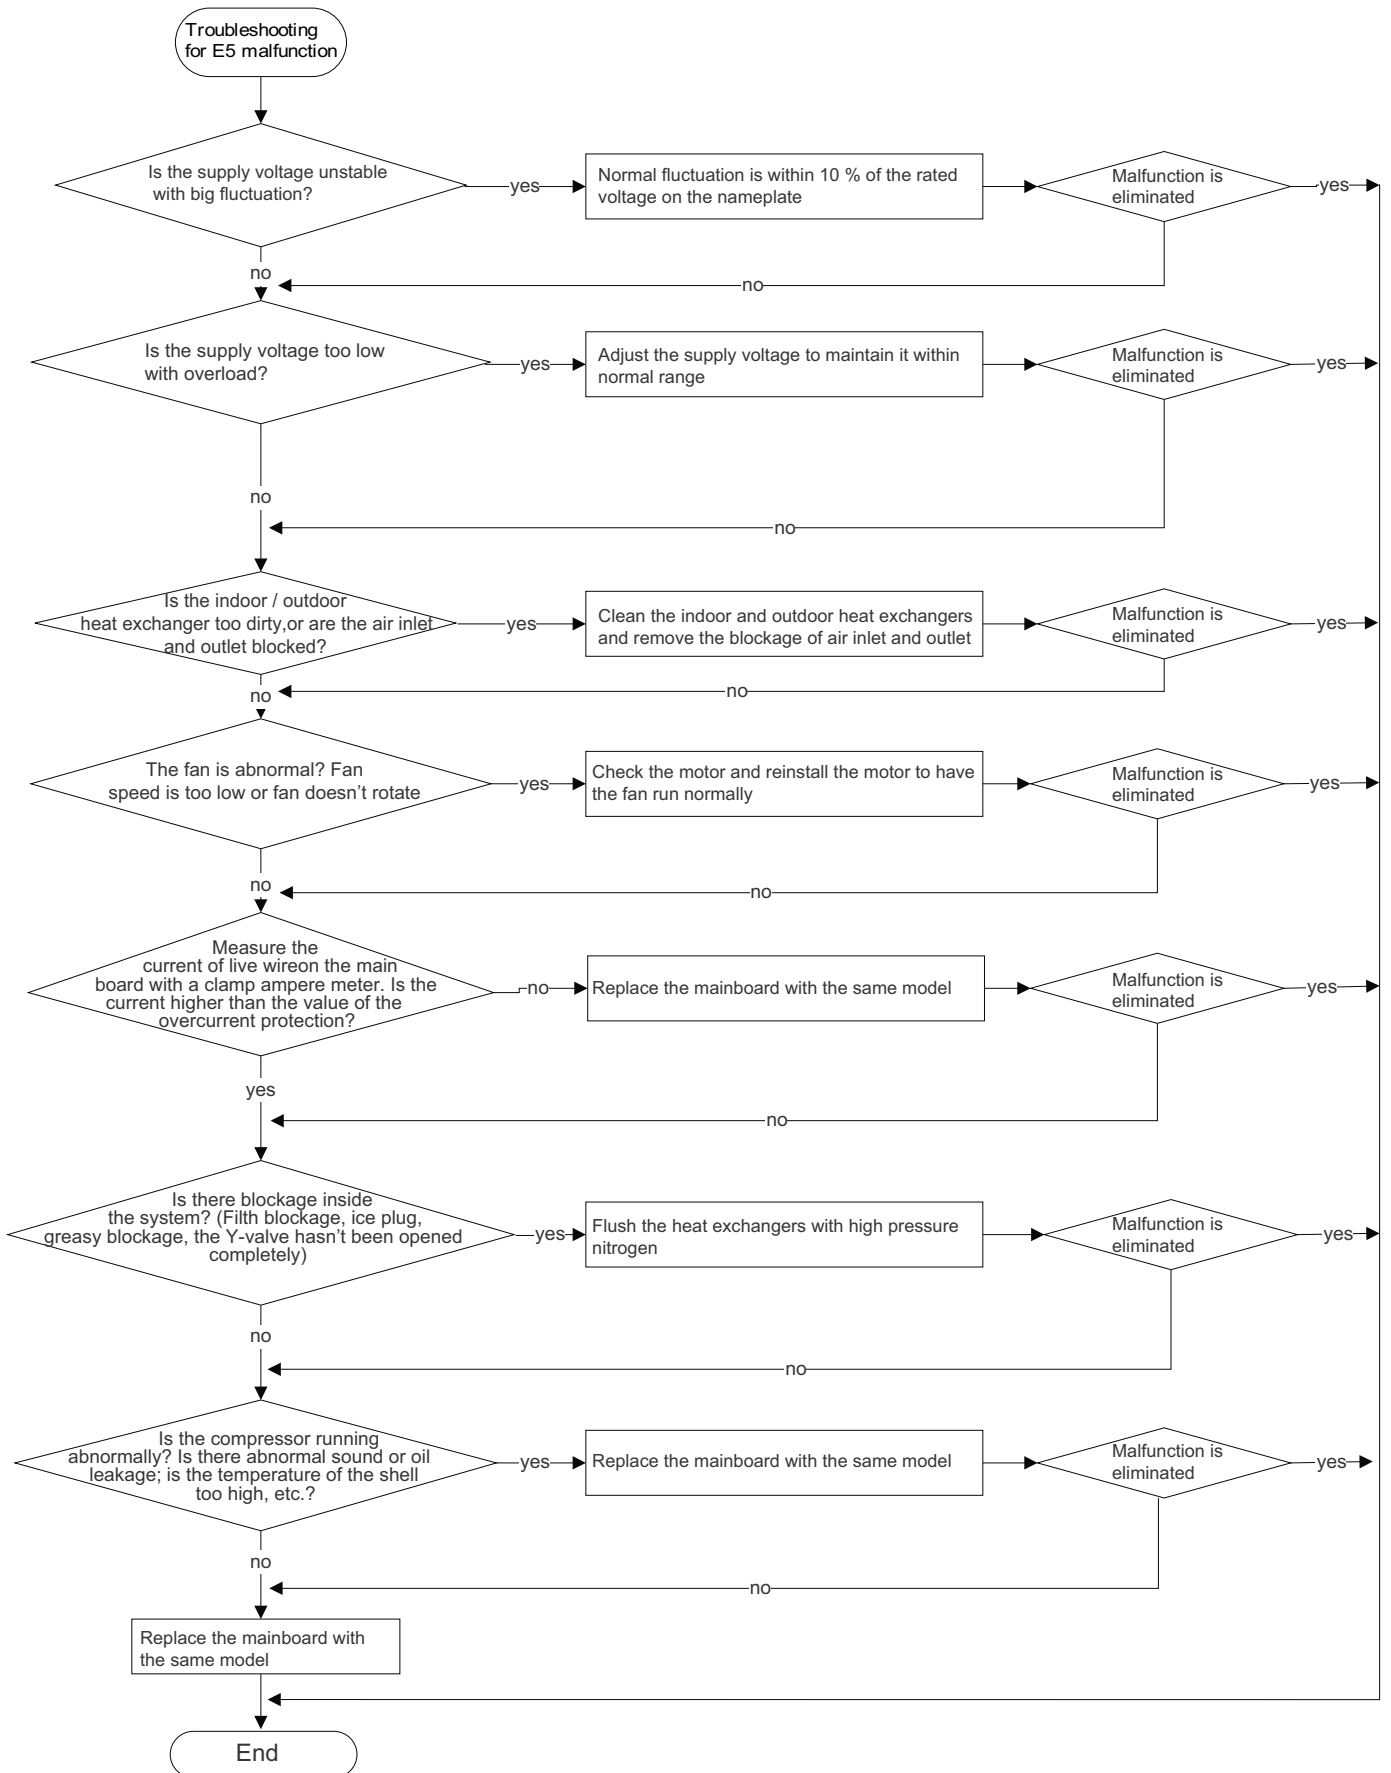 Troubleshooting
for E5 malfunction
Is the supply voltage unstable
with big fluctuation?
yes
Normal fluctuation is within 10 % of the rated
voltage on the nameplate
Malfunction is
eliminated
yes
no
no
Is the supply voltage too low
with overload?
yes
Adjust the supply voltage to maintain it within
normal range
Malfunction is
eliminated
yes
no
no
Is the indoor / outdoor
heat exchanger too dirty,or are the air inlet
and outlet blocked?
yes
Clean the indoor and outdoor heat exchangers
and remove the blockage of air inlet and outlet
Malfunction is
eliminated
yes
no
no
The fan is abnormal? Fan
speed is too low or fan doesn't rotate
yes
Check the motor and reinstall the motor to have
the fan run normally
Malfunction is
eliminated
yes
no
no
Measure the
current of live wireon the main
board with a clamp ampere meter. Is the
current higher than the value of the
overcurrent protection?
no
Replace the mainboard with the same model
Malfunction is
eliminated
yes
yes
no
Is there blockage inside
the system? (Filth blockage, ice plug,
greasy blockage, the Y-valve hasn't been opened
completely)
yes
Flush the heat exchangers with high pressure
nitrogen
Malfunction is
eliminated
yes
no
no
Is the compressor running
abnormally? Is there abnormal sound or oil
leakage; is the temperature of the shell
too high, etc.?
yes
Replace the mainboard with the same model
Malfunction is
eliminated
yes
no
no
Replace the mainboard with
the same model
End